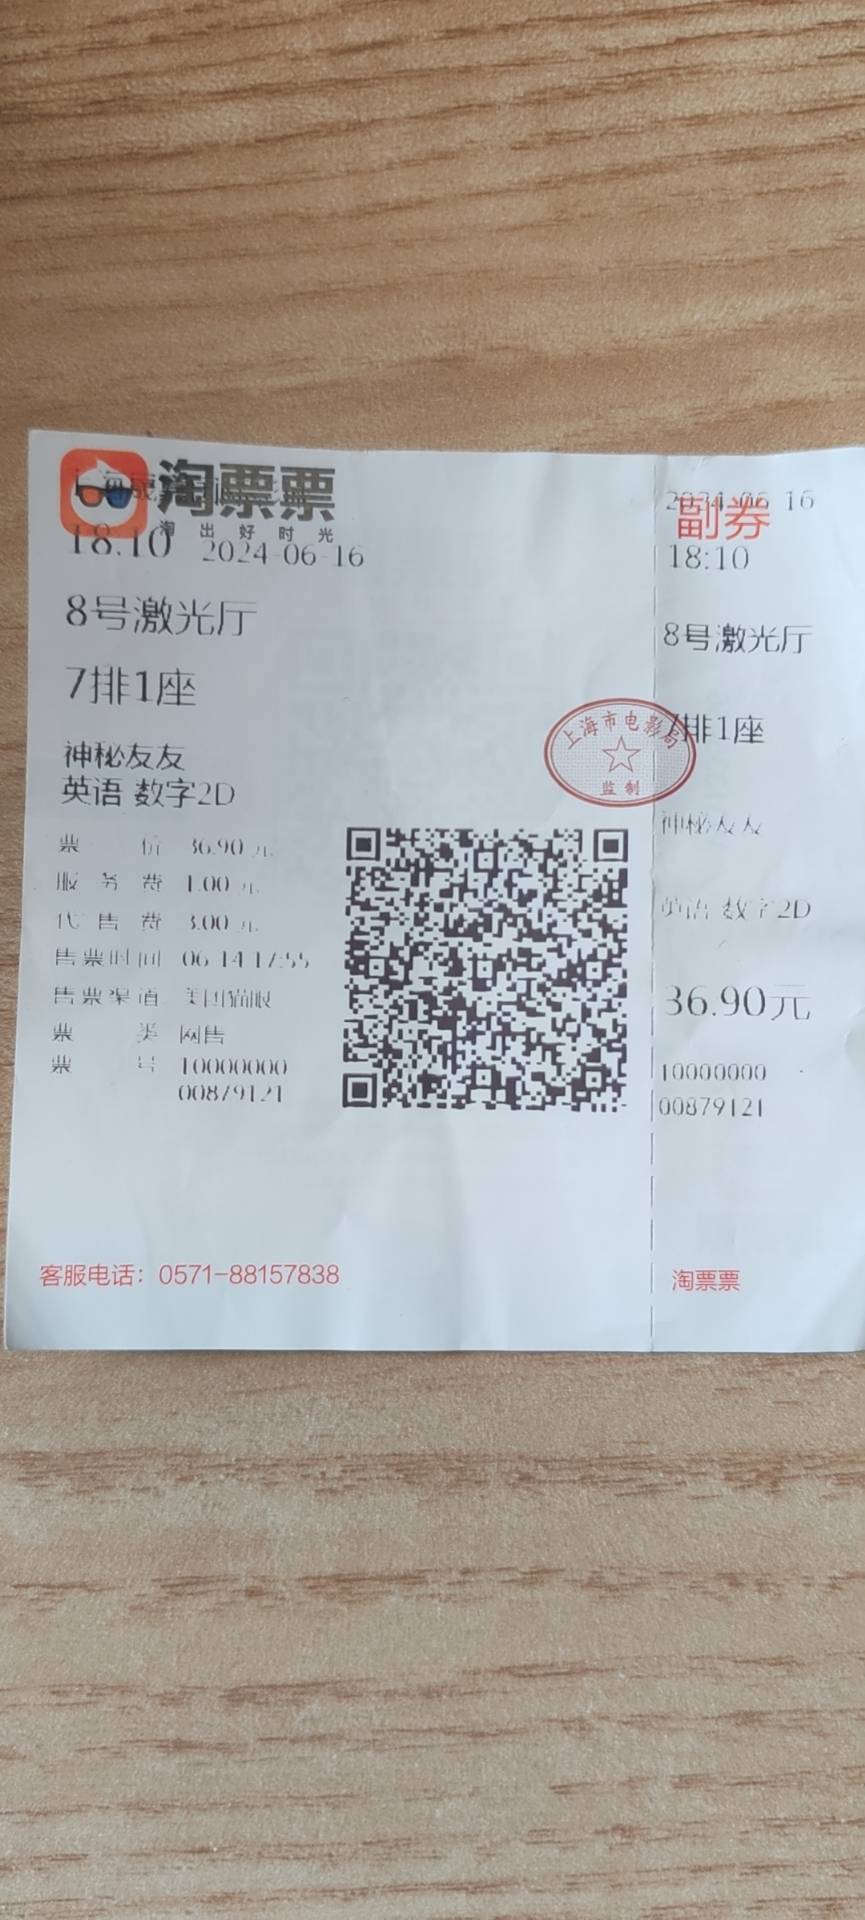 淘票票
淘出好时光
18:10 2024-06-16
8号激光厅
7排1座
神秘友友
英语 数字2D
票价 36.90元
服务费 1.00元
代售费 3.00元
售票时间 06-14 17:55
售票渠道 美团猫眼
票类 网售
票号 10000000
00879121
客服电话：0571-88157838
上海市电影局
监制
副券
2024-06-16
18:10
8号激光厅
7排1座
神秘友友
英语 数字2D
36.90元
10000000
00879121
淘票票